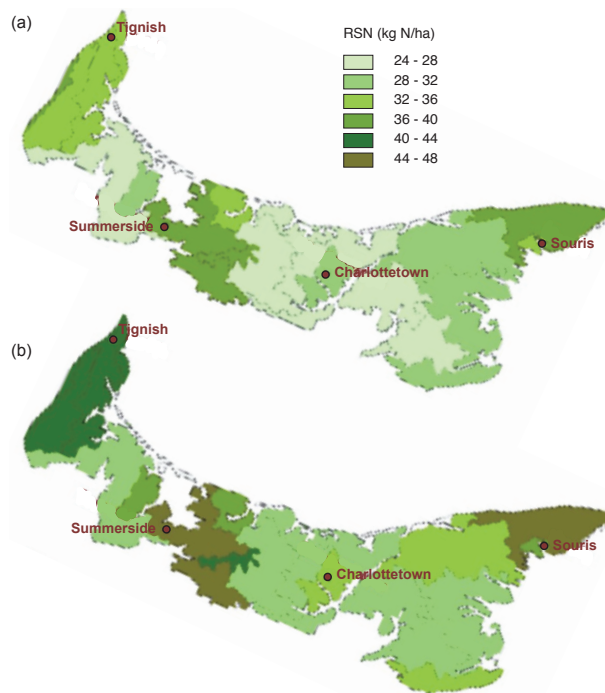 (a)
Tignish
RSN (kg N/ha)
24 - 28
28 - 32
32 - 36
36 - 40
40 - 44
44 - 48
Summerside
Charlottetown
Souris
(b)
Tignish
Summerside
Charlottetown
Souris